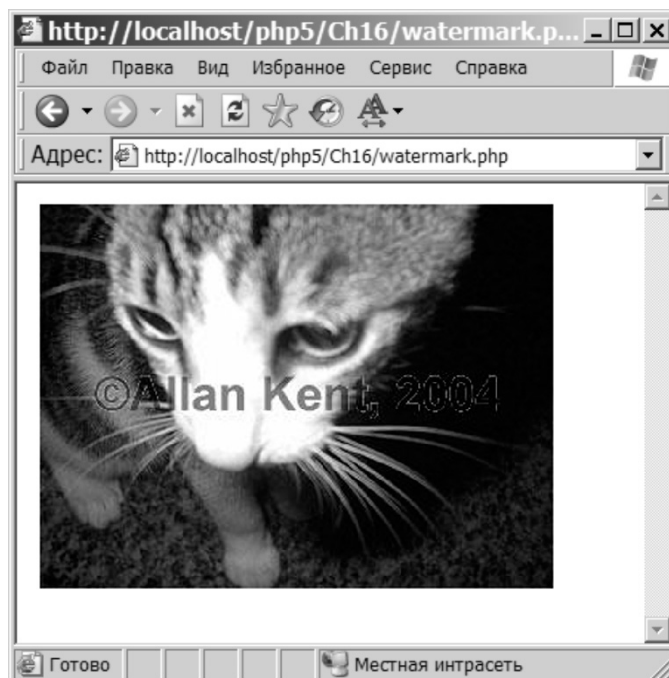 http://localhost/php5/Ch16/watermark.p...
Файл Правка Вид Избранное Сервис Справка
Адрес: http://localhost/php5/Ch16/watermark.php
©Allan Kent, 2004
Готово Местная интрасеть